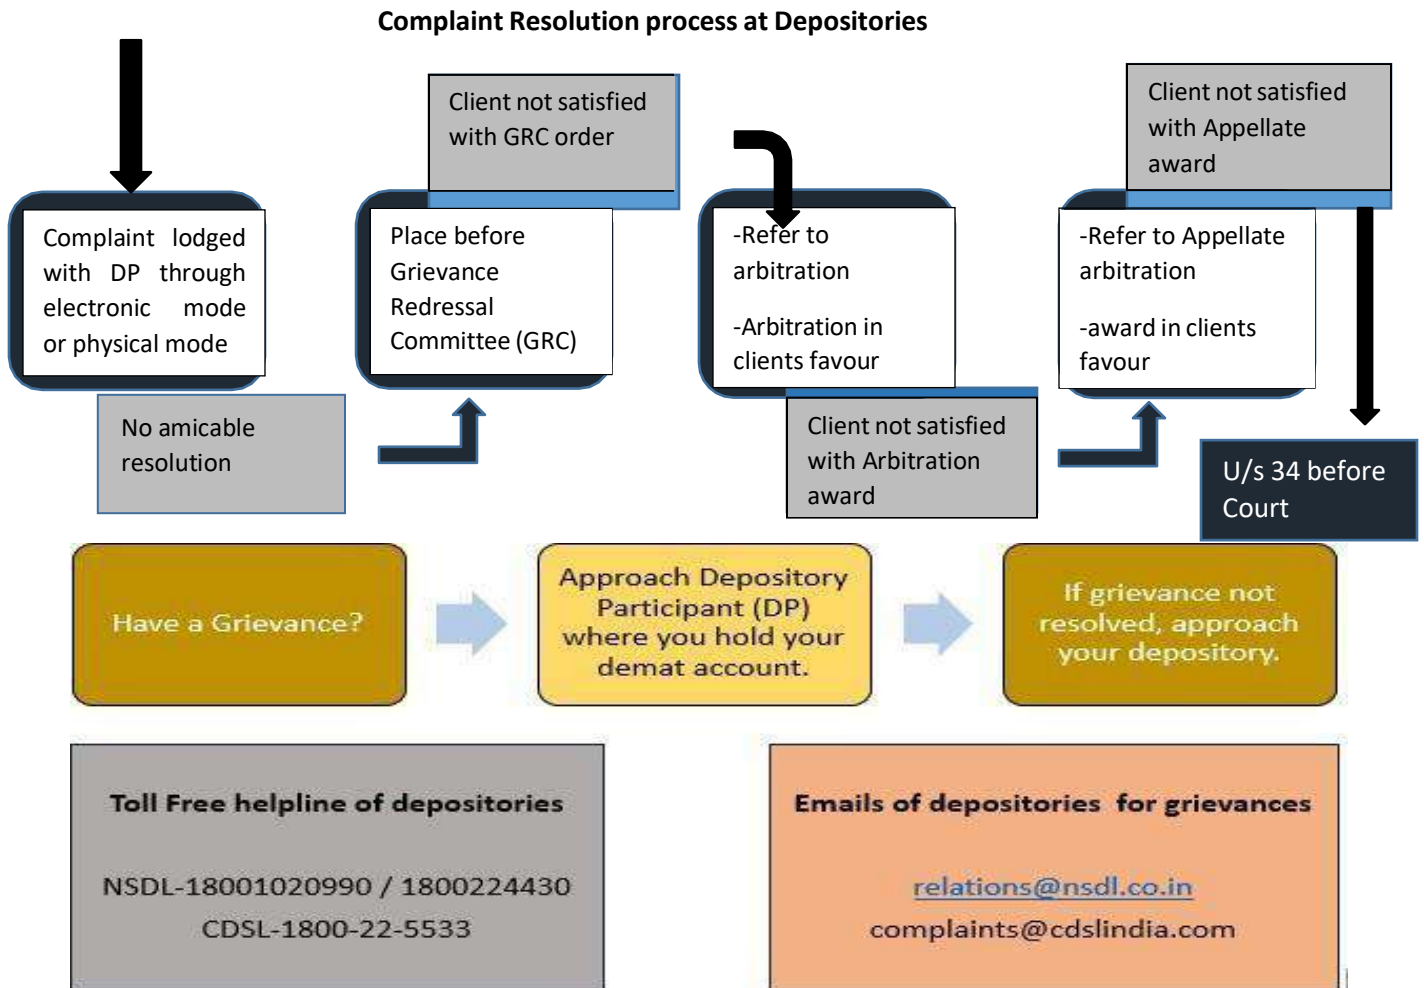 Complaint Resolution process at Depositories
Client not satisfied
with GRC order
Client not satisfied
with Appellate
award
Complaint lodged
with DP through
electronic mode
or physical mode
Place before
Grievance
Redressal
Committee (GRC)
-Refer to
arbitration
-Arbitration in
clients favour
-Refer to Appellate
arbitration
-award in clients
favour
No amicable
resolution
Client not satisfied
with Arbitration
award
U/s 34 before
Court
Have a Grievance?
Approach Depository
Participant (DP)
where you hold your
demat account.
If grievance not
resolved, approach
your depository.
Toll Free helpline of depositories
NSDL-18001020990 / 1800224430
CDSL-1800-22-5533
Emails of depositories for grievances
relations@nsdl.co.in
complaints@cdslindia.com